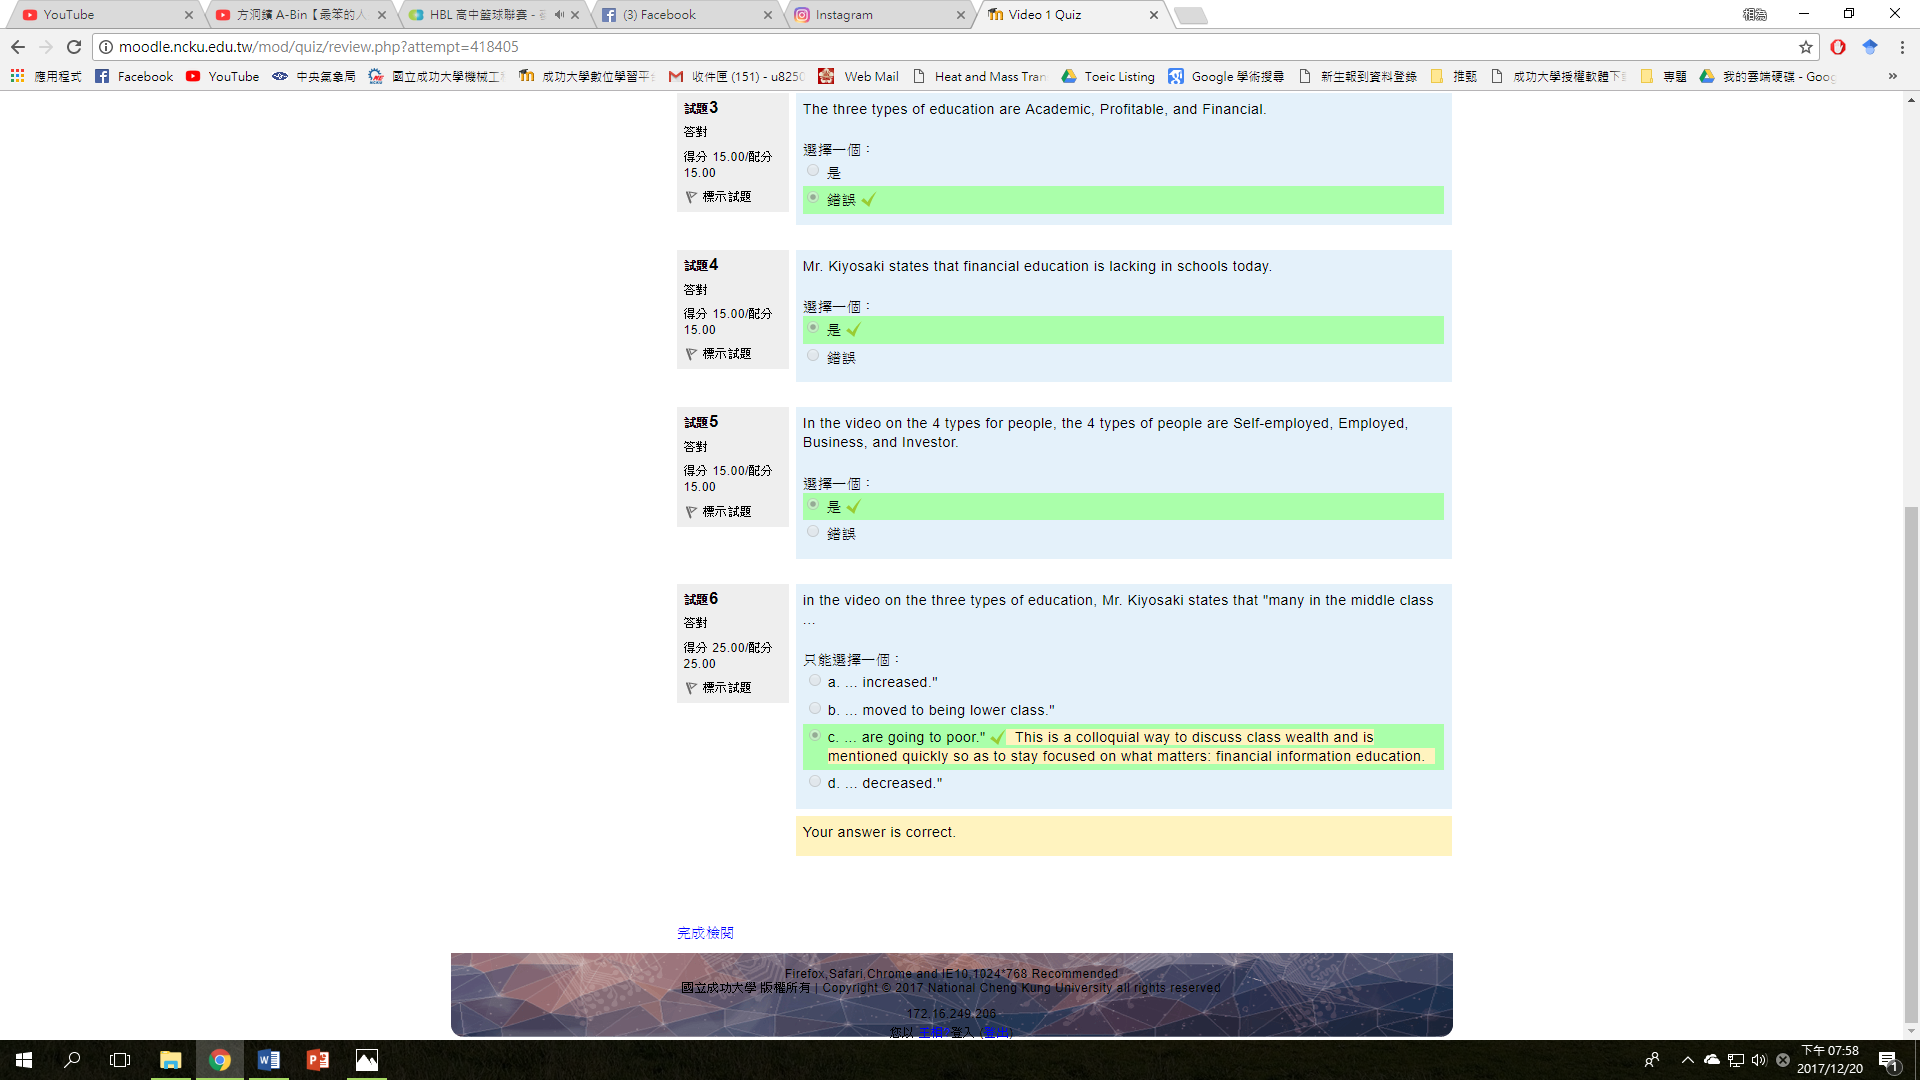 YouTube
方洞鑌 A-Bin【最笨的人
HBL 高中籃球聯賽 -
(3) Facebook
Instagram
Video 1 Quiz
相為
moodle.ncku.edu.tw/mod/quiz/review.php?attempt=418405
應用程式
Facebook
YouTube
中央氣象局
國立成功大學機械工
成功大學數位學習平
收件匣 (151) - u8250
Web Mail
Heat and Mass Tran
Toeic Listing
Google 學術搜尋
新生報到資料登錄
推甄
成功大學授權軟體下
專題
我的雲端硬碟 - Goog
試題3
答對
得分 15.00/配分
15.00
標示試題
The three types of education are Academic, Profitable, and Financial.
選擇一個：
是
錯誤
試題4
答對
得分 15.00/配分
15.00
標示試題
Mr. Kiyosaki states that financial education is lacking in schools today.
選擇一個：
是
錯誤
試題5
答對
得分 15.00/配分
15.00
標示試題
In the video on the 4 types for people, the 4 types of people are Self-employed, Employed,
Business, and Investor.
選擇一個：
是
錯誤
試題6
答對
得分 25.00/配分
25.00
標示試題
in the video on the three types of education, Mr. Kiyosaki states that "many in the middle class
...
只能選擇一個：
a. ... increased."
b. ... moved to being lower class."
c. ... are going to poor." This is a colloquial way to discuss class wealth and is
mentioned quickly so as to stay focused on what matters: financial information education.
d. ... decreased."
Your answer is correct.
完成檢閱
Firefox,Safari,Chrome and IE10,1024*768 Recommended
國立成功大學 版權所有 | Copyright © 2017 National Cheng Kung University all rights reserved
172.16.249.206
您以 登入 (登出)
下午 07:58
2017/12/20
1